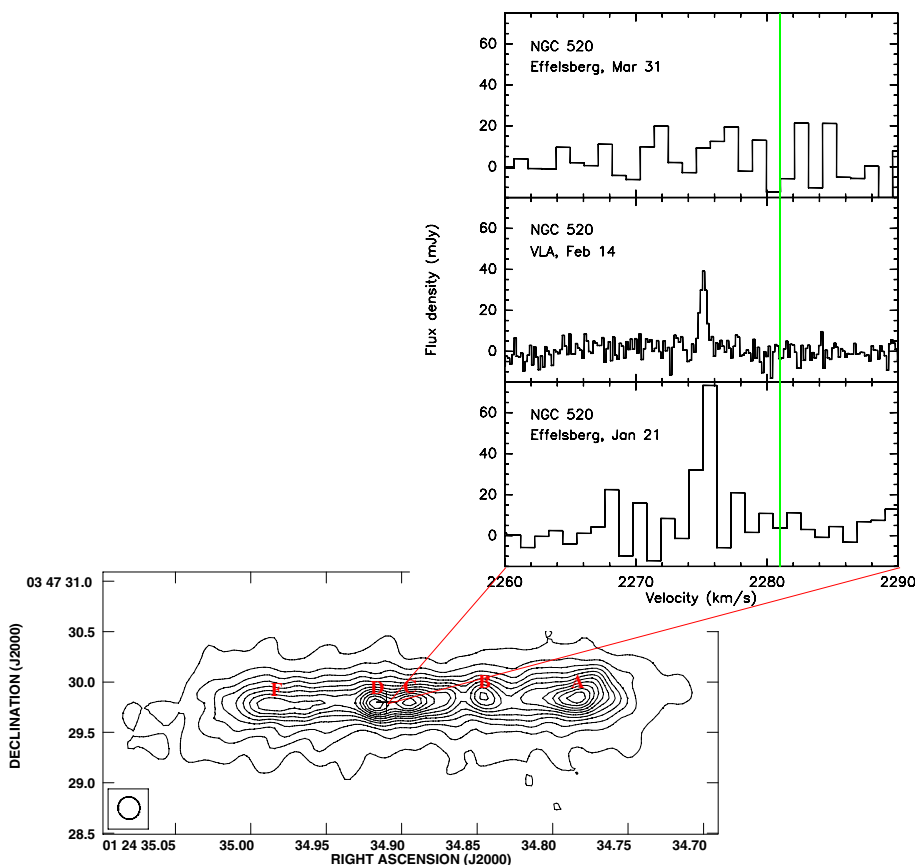 NGC 520
Effelsberg, Mar 31
60
40
20
0
NGC 520
VLA, Feb 14
60
40
20
0
Flux density (mJy)
NGC 520
Effelsberg, Jan 21
60
40
20
0
2260 2270 2280 2290
Velocity (km/s)
03 47 31.0
30.5
30.0
29.5
29.0
28.5
DECLINATION (J2000)
D B A
01 24 35.05 35.00 34.95 34.90 34.85 34.80 34.75 34.70
RIGHT ASCENSION (J2000)